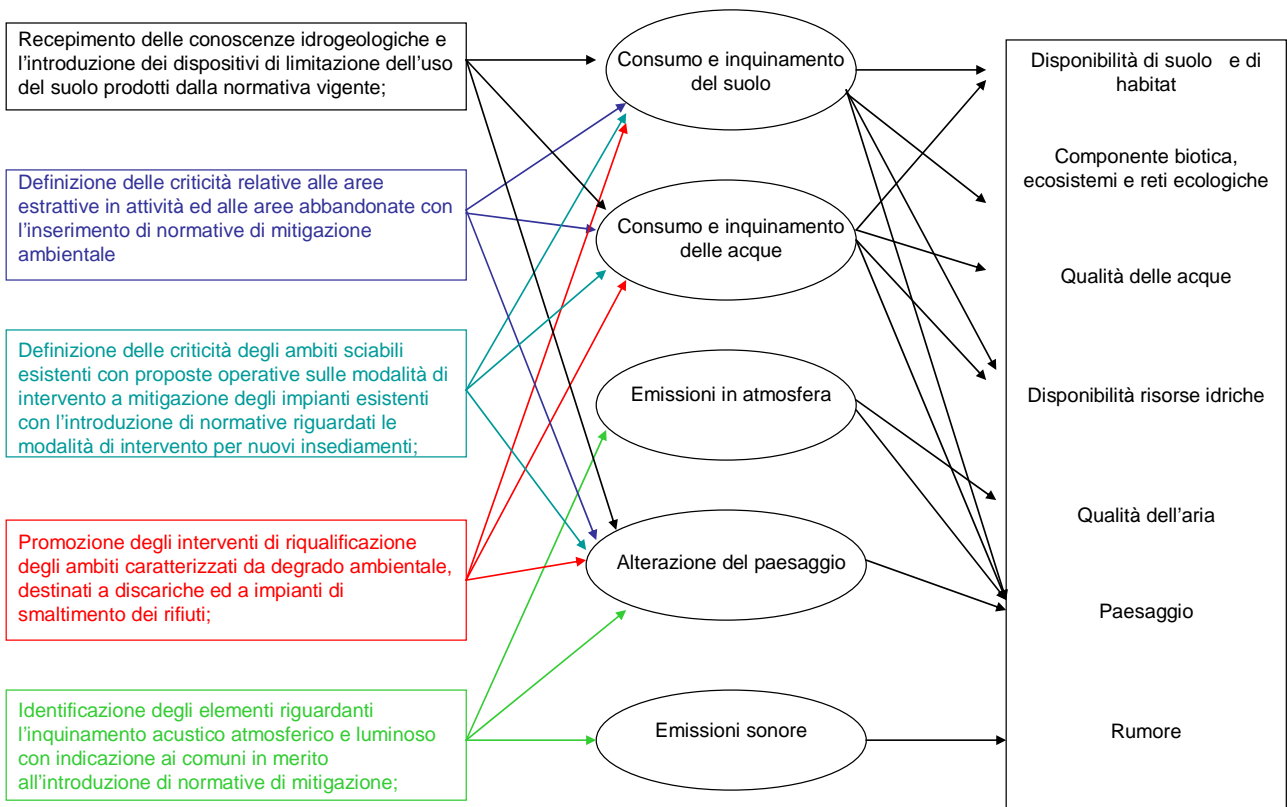 Recepimento delle conoscenze idrogeologiche e
l'introduzione dei dispositivi di limitazione dell'uso
del suolo prodotti dalla normativa vigente;
Definizione delle criticità relative alle aree
estrattive in attività ed alle aree abbandonate con
l'inserimento di normative di mitigazione
ambientale
Definizione delle criticità degli ambiti sciabili
esistenti con proposte operative sulle modalità di
intervento a mitigazione degli impianti esistenti
con l'introduzione di normative riguardati le
modalità di intervento per nuovi insediamenti;
Promozione degli interventi di riqualificazione
degli ambiti caratterizzati da degrado ambientale,
destinati a discariche ed a impianti di
smaltimento dei rifiuti;
Identificazione degli elementi riguardanti
l'inquinamento acustico atmosferico e luminoso
con indicazione ai comuni in merito
all'introduzione di normative di mitigazione;
Consumo e inquinamento
del suolo
Consumo e inquinamento
delle acque
Emissioni in atmosfera
Alterazione del paesaggio
Emissioni sonore
Disponibilità di suolo e di
habitat
Componente biotica,
ecosistemi e reti ecologiche
Qualità delle acque
Disponibilità risorse idriche
Qualità dell'aria
Paesaggio
Rumore